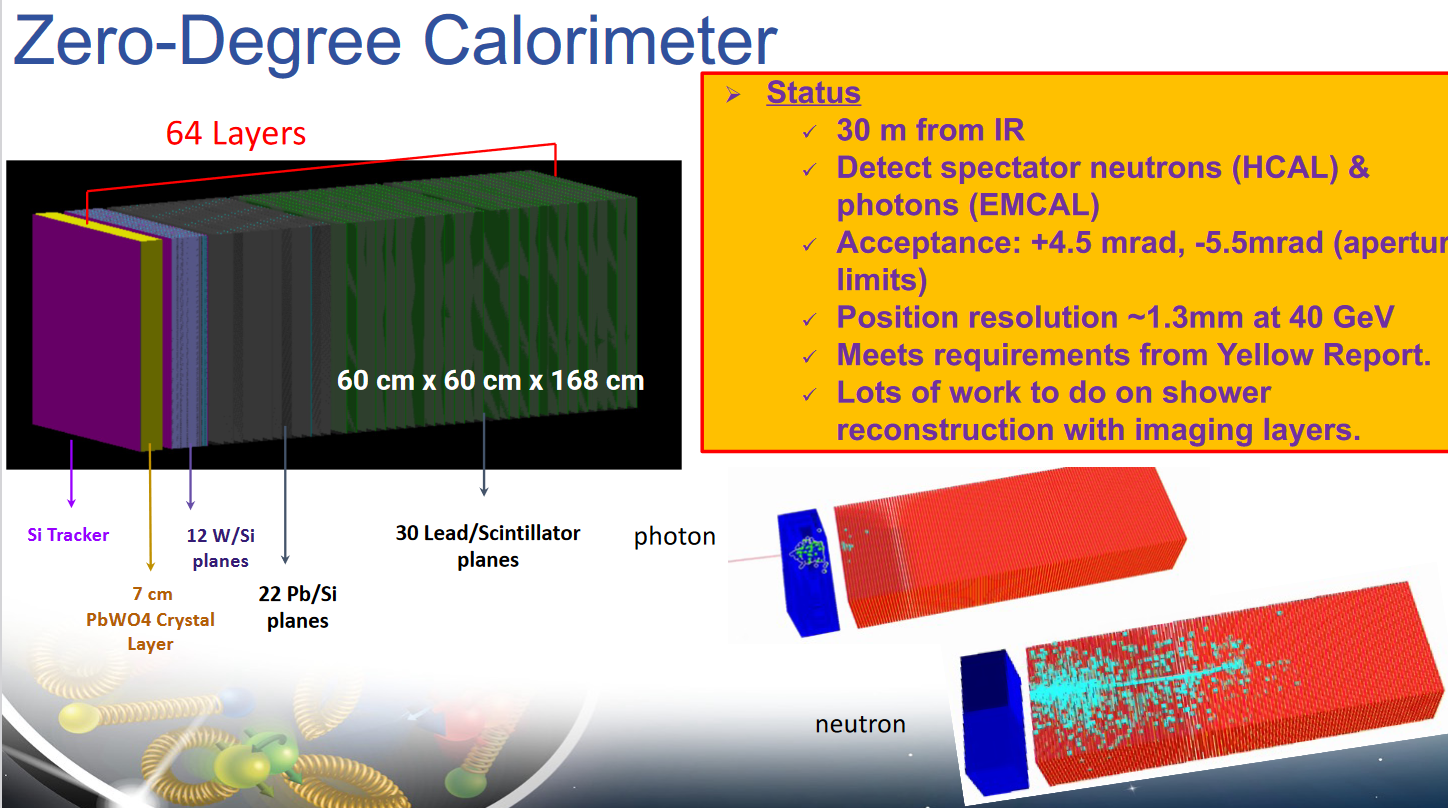 Zero-Degree Calorimeter
64 Layers
60 cm x 60 cm x 168 cm
Si Tracker
7 cm
PbWO4 Crystal
Layer
12 W/Si
planes
22 Pb/Si
planes
30 Lead/Scintillator
planes
➢ Status
✓ 30 m from IR
✓ Detect spectator neutrons (HCAL) &
photons (EMCAL)
✓ Acceptance: +4.5 mrad, -5.5mrad (apertur
limits)
✓ Position resolution ~1.3mm at 40 GeV
✓ Meets requirements from Yellow Report.
✓ Lots of work to do on shower
reconstruction with imaging layers.
photon
neutron